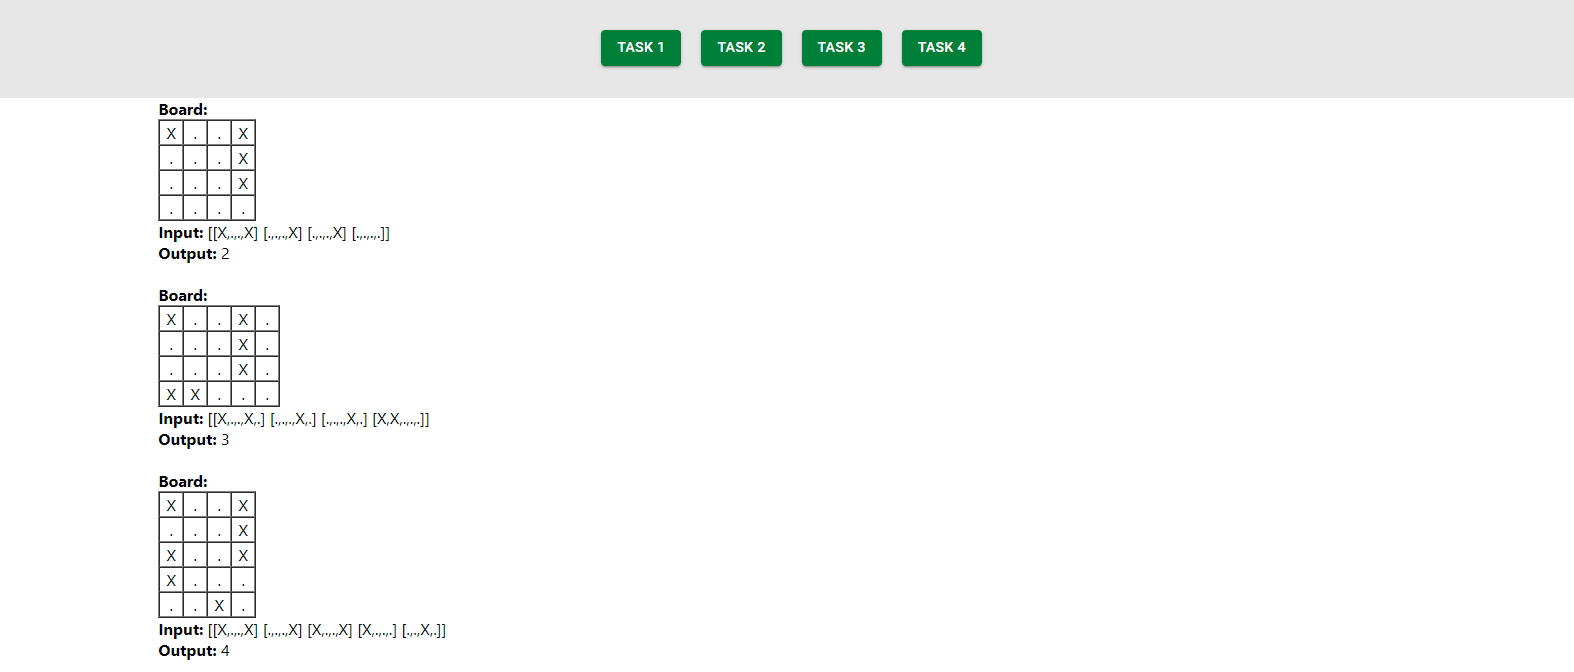 TASK 1 TASK 2 TASK 3 TASK 4
Board:
X . . X
. . . X
. . . X
. . . .
Input: [[X,.,.,X] [.,.,.,X] [.,.,.,X] [.,.,.,.]]
Output: 2
Board:
X . . X .
. . . X .
. . . X .
X X . . .
Input: [[X,.,.,X,.] [.,.,.,X,.] [.,.,.,X,.] [X,X,.,.,.]]
Output: 3
Board:
X . . X
. . . X
X . . X
X . . .
. . X .
Input: [[X,.,.,X] [.,.,.,X] [X,.,.,X] [X,.,.,.] [.,.,X,.]]
Output: 4